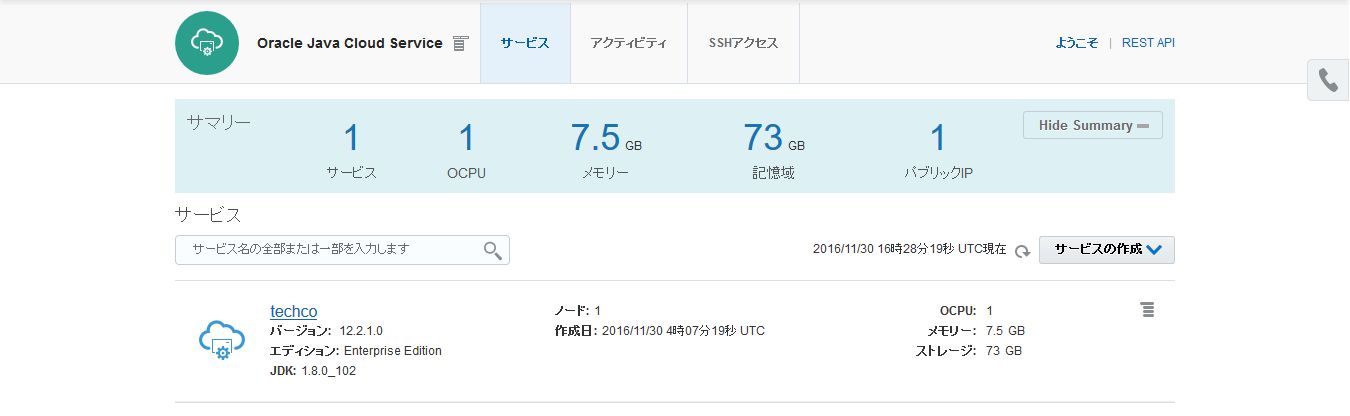 Oracle Java Cloud Service
サービス
アクティビティ
SSHアクセス
ようこそ | REST API
サマリー
1
サービス
1
OCPU
7.5 GB
メモリー
73 GB
記憶域
1
パブリックIP
Hide Summary
サービス
サービス名の全部または一部を入力します
2016/11/30 16時28分19秒 UTC現在
サービスの作成
techco
バージョン: 12.2.1.0
エディション: Enterprise Edition
JDK: 1.8.0_102
ノード: 1
作成日: 2016/11/30 4時07分19秒 UTC
OCPU: 1
メモリー: 7.5 GB
ストレージ: 73 GB